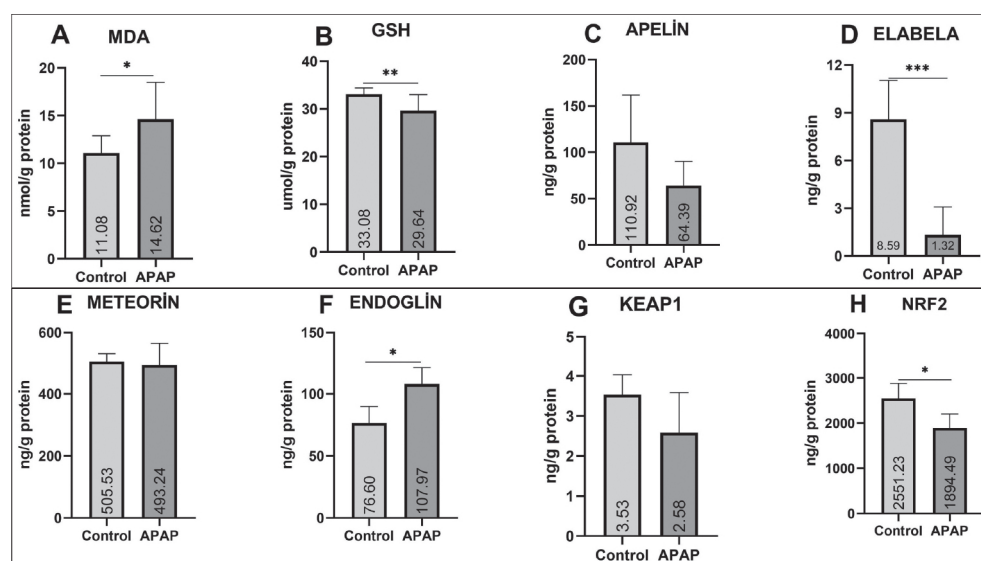 A MDA
*
nmol/g protein
20
15
10
5
0
11.08
14.62
Control APAP
B GSH
**
umol/g protein
40
30
20
10
0
33.08
29.64
Control APAP
C APELİN
ng/g protein
200
150
100
50
0
110.92
64.39
Control APAP
D ELABELA
***
ng/g protein
12
9
6
3
0
8.59
1.32
Control APAP
E METEORİN
ng/g protein
600
400
200
0
505.53
493.24
Control APAP
F ENDOGLİN
*
ng/g protein
150
100
50
0
76.60
107.97
Control APAP
G KEAP1
ng/g protein
5
4
3
2
1
0
3.53
2.58
Control APAP
H NRF2
*
ng/g protein
4000
3000
2000
1000
0
2551.23
1894.49
Control APAP